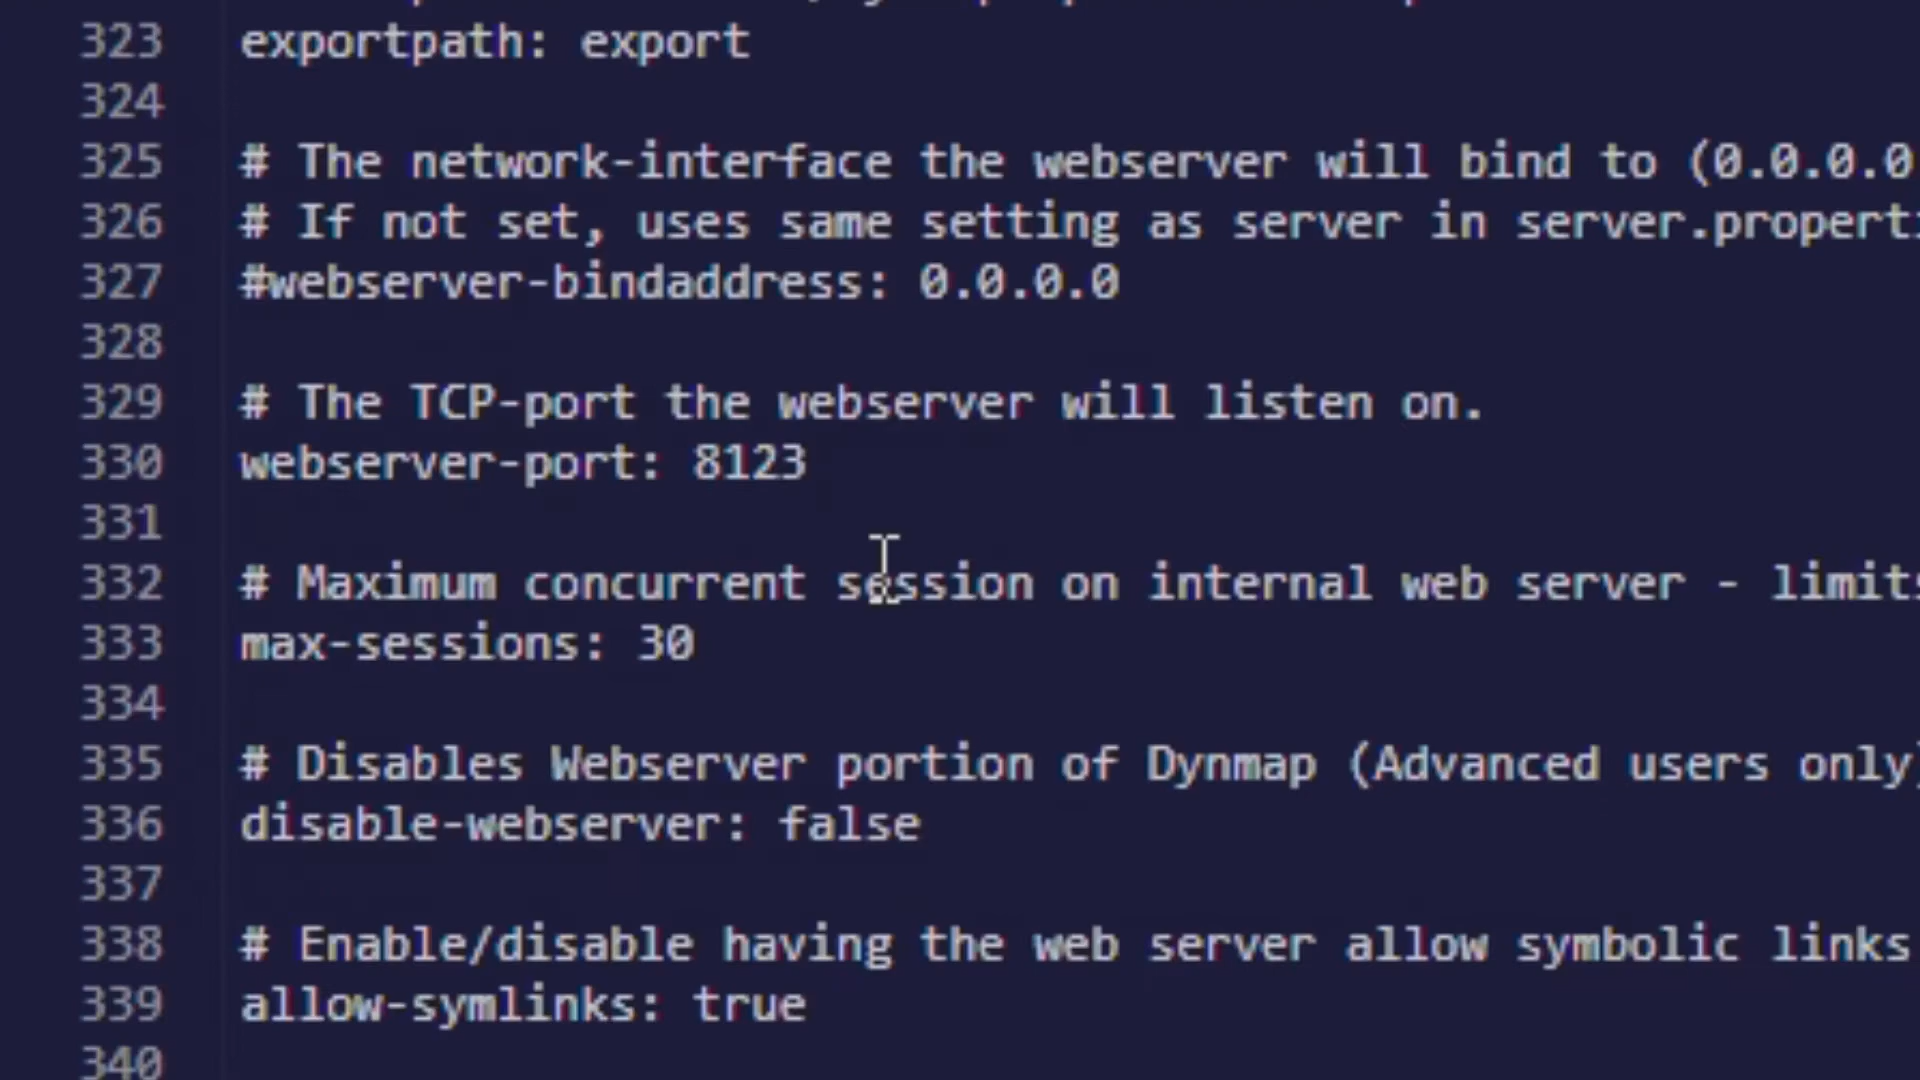 323 exportpath: export
324
325 # The network-interface the webserver will bind to (0.0.0.0
326 # If not set, uses same setting as server in server.properti
327 #webserver-bindaddress: 0.0.0.0
328
329 # The TCP-port the webserver will listen on.
330 webserver-port: 8123
331
332 # Maximum concurrent session on internal web server - limits
333 max-sessions: 30
334
335 # Disables Webserver portion of Dynmap (Advanced users only)
336 disable-webserver: false
337
338 # Enable/disable having the web server allow symbolic links
339 allow-symlinks: true
340